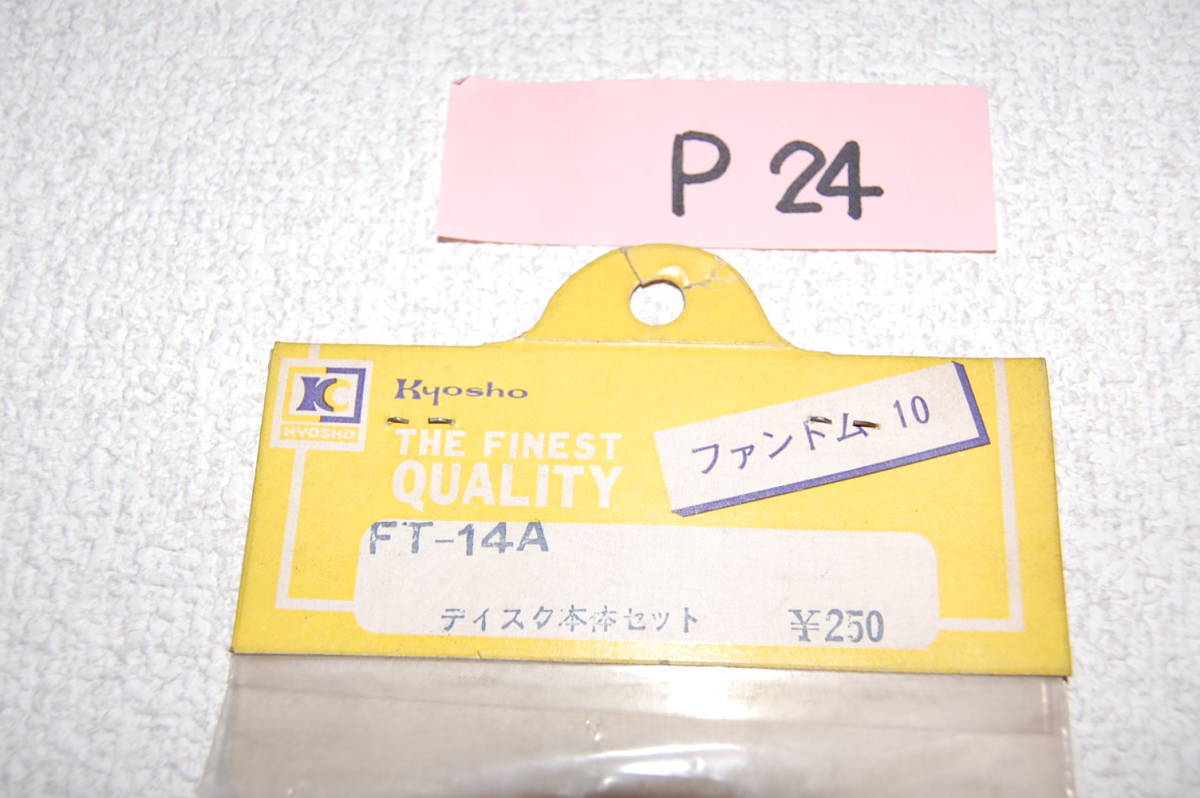 P 24
KC
KYOSHO
Kyosho
THE FINEST
QUALITY
ファントム 10
FT-14A
ディスク本体セット ¥250